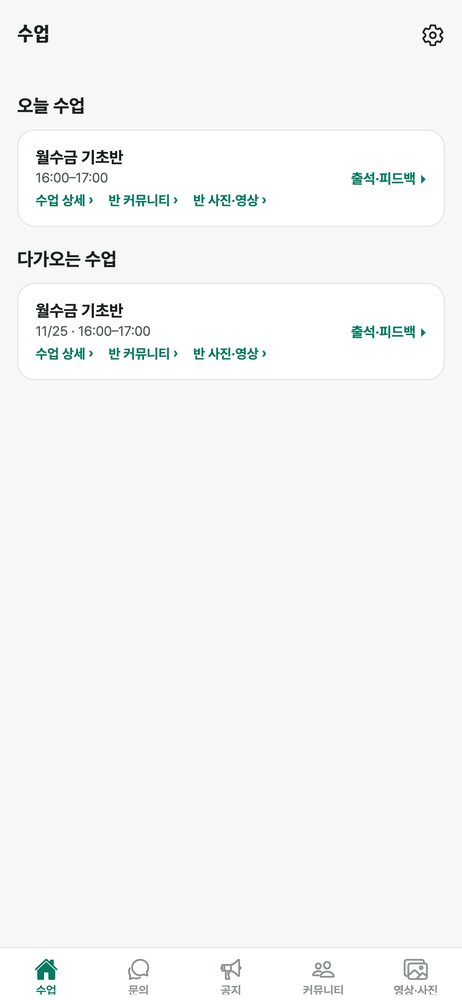 수업
오늘 수업
월수금 기초반
16:00–17:00
출석·피드백
수업 상세 › 반 커뮤니티 › 반 사진·영상 ›
다가오는 수업
월수금 기초반
11/25 · 16:00–17:00
출석·피드백
수업 상세 › 반 커뮤니티 › 반 사진·영상 ›
수업 문의 공지 커뮤니티 영상·사진